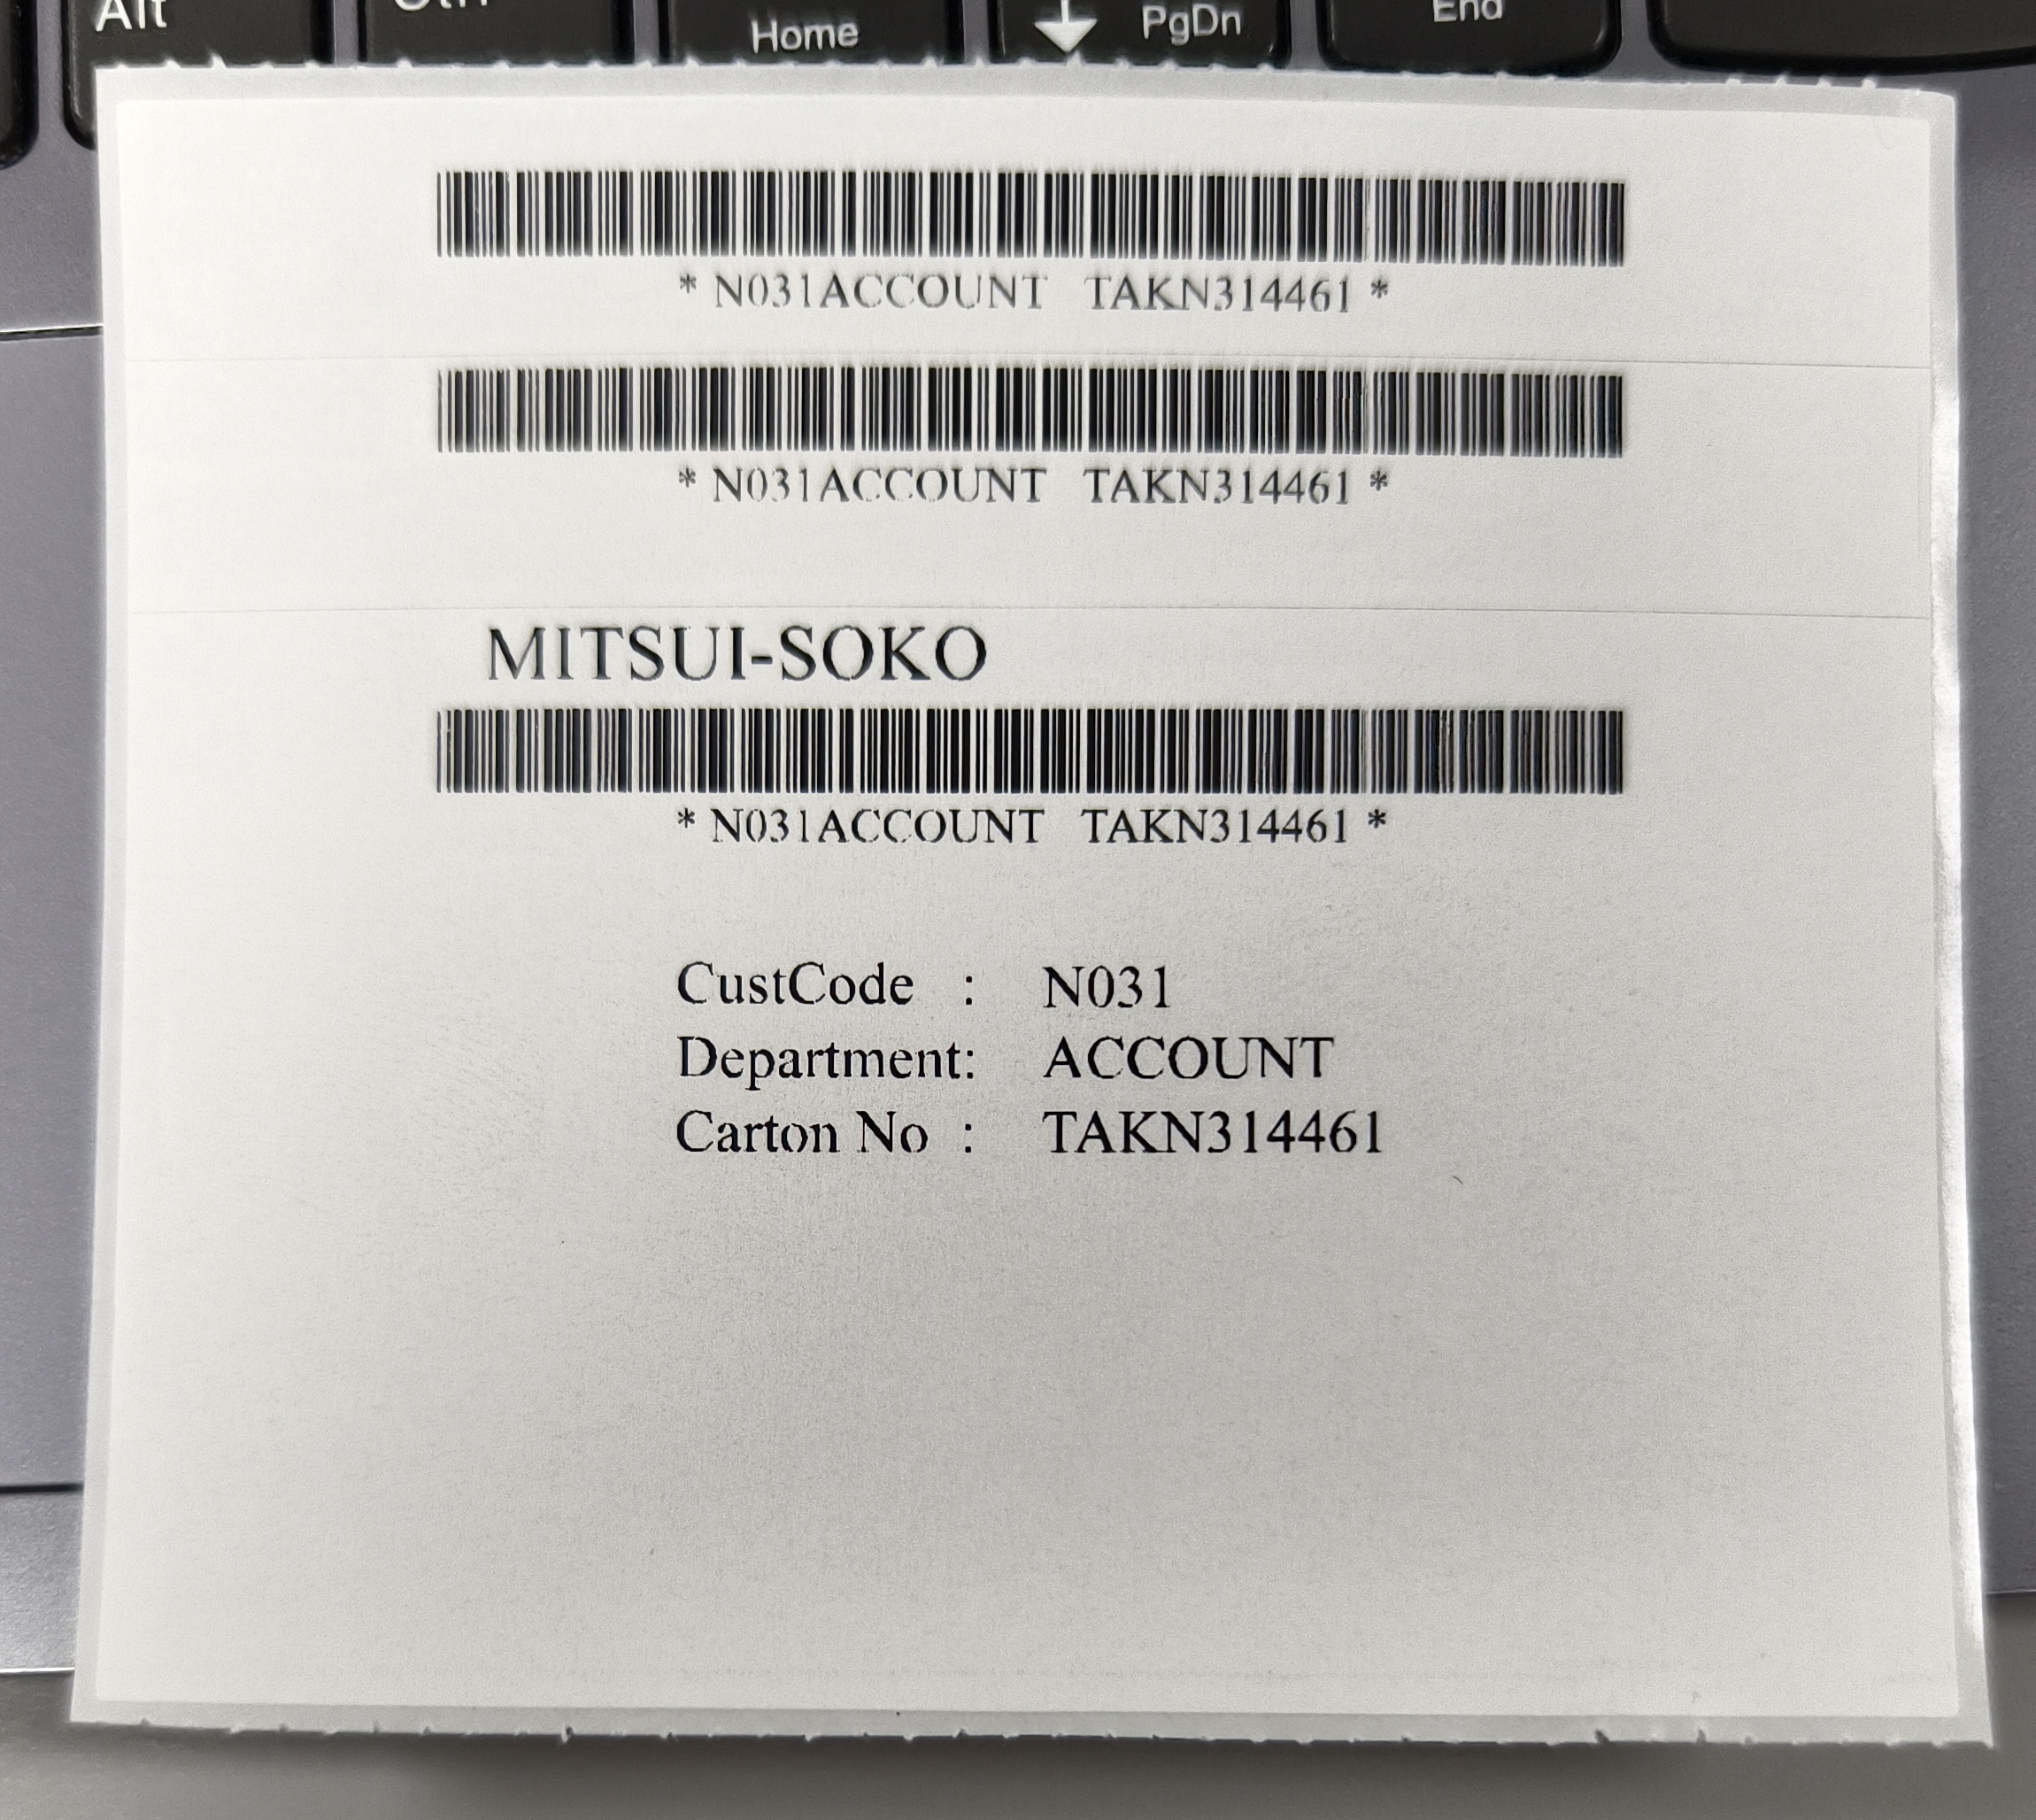 Alt
Ctrl
Home
PgDn
End
* N031ACCOUNT TAKN314461 *
* N031ACCOUNT TAKN314461 *
MITSUI-SOKO
* N031ACCOUNT TAKN314461 *
CustCode : N031
Department: ACCOUNT
Carton No : TAKN314461